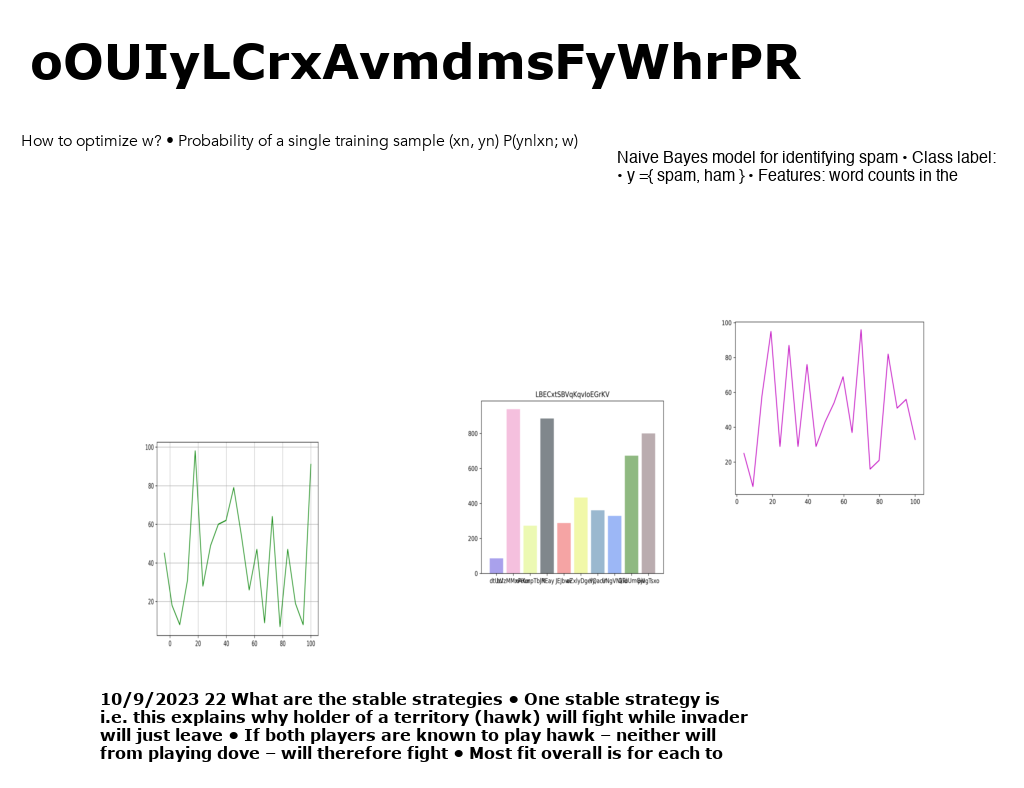 oOUIyLCrxAvmdmsFyWhrPR
How to optimize w? • Probability of a single training sample (xn, yn) P(yn|xn; w)
Naive Bayes model for identifying spam • Class label:
• y ={ spam, ham } • Features: word counts in the
100
80
60
40
20
0 20 40 60 80 100
LBECxtSBVqKqvIoEGrKV
800
600
400
200
0
100
80
60
40
20
0 20 40 60 80 100
10/9/2023 22 What are the stable strategies • One stable strategy is
i.e. this explains why holder of a territory (hawk) will fight while invader
will just leave • If both players are known to play hawk – neither will
from playing dove – will therefore fight • Most fit overall is for each to